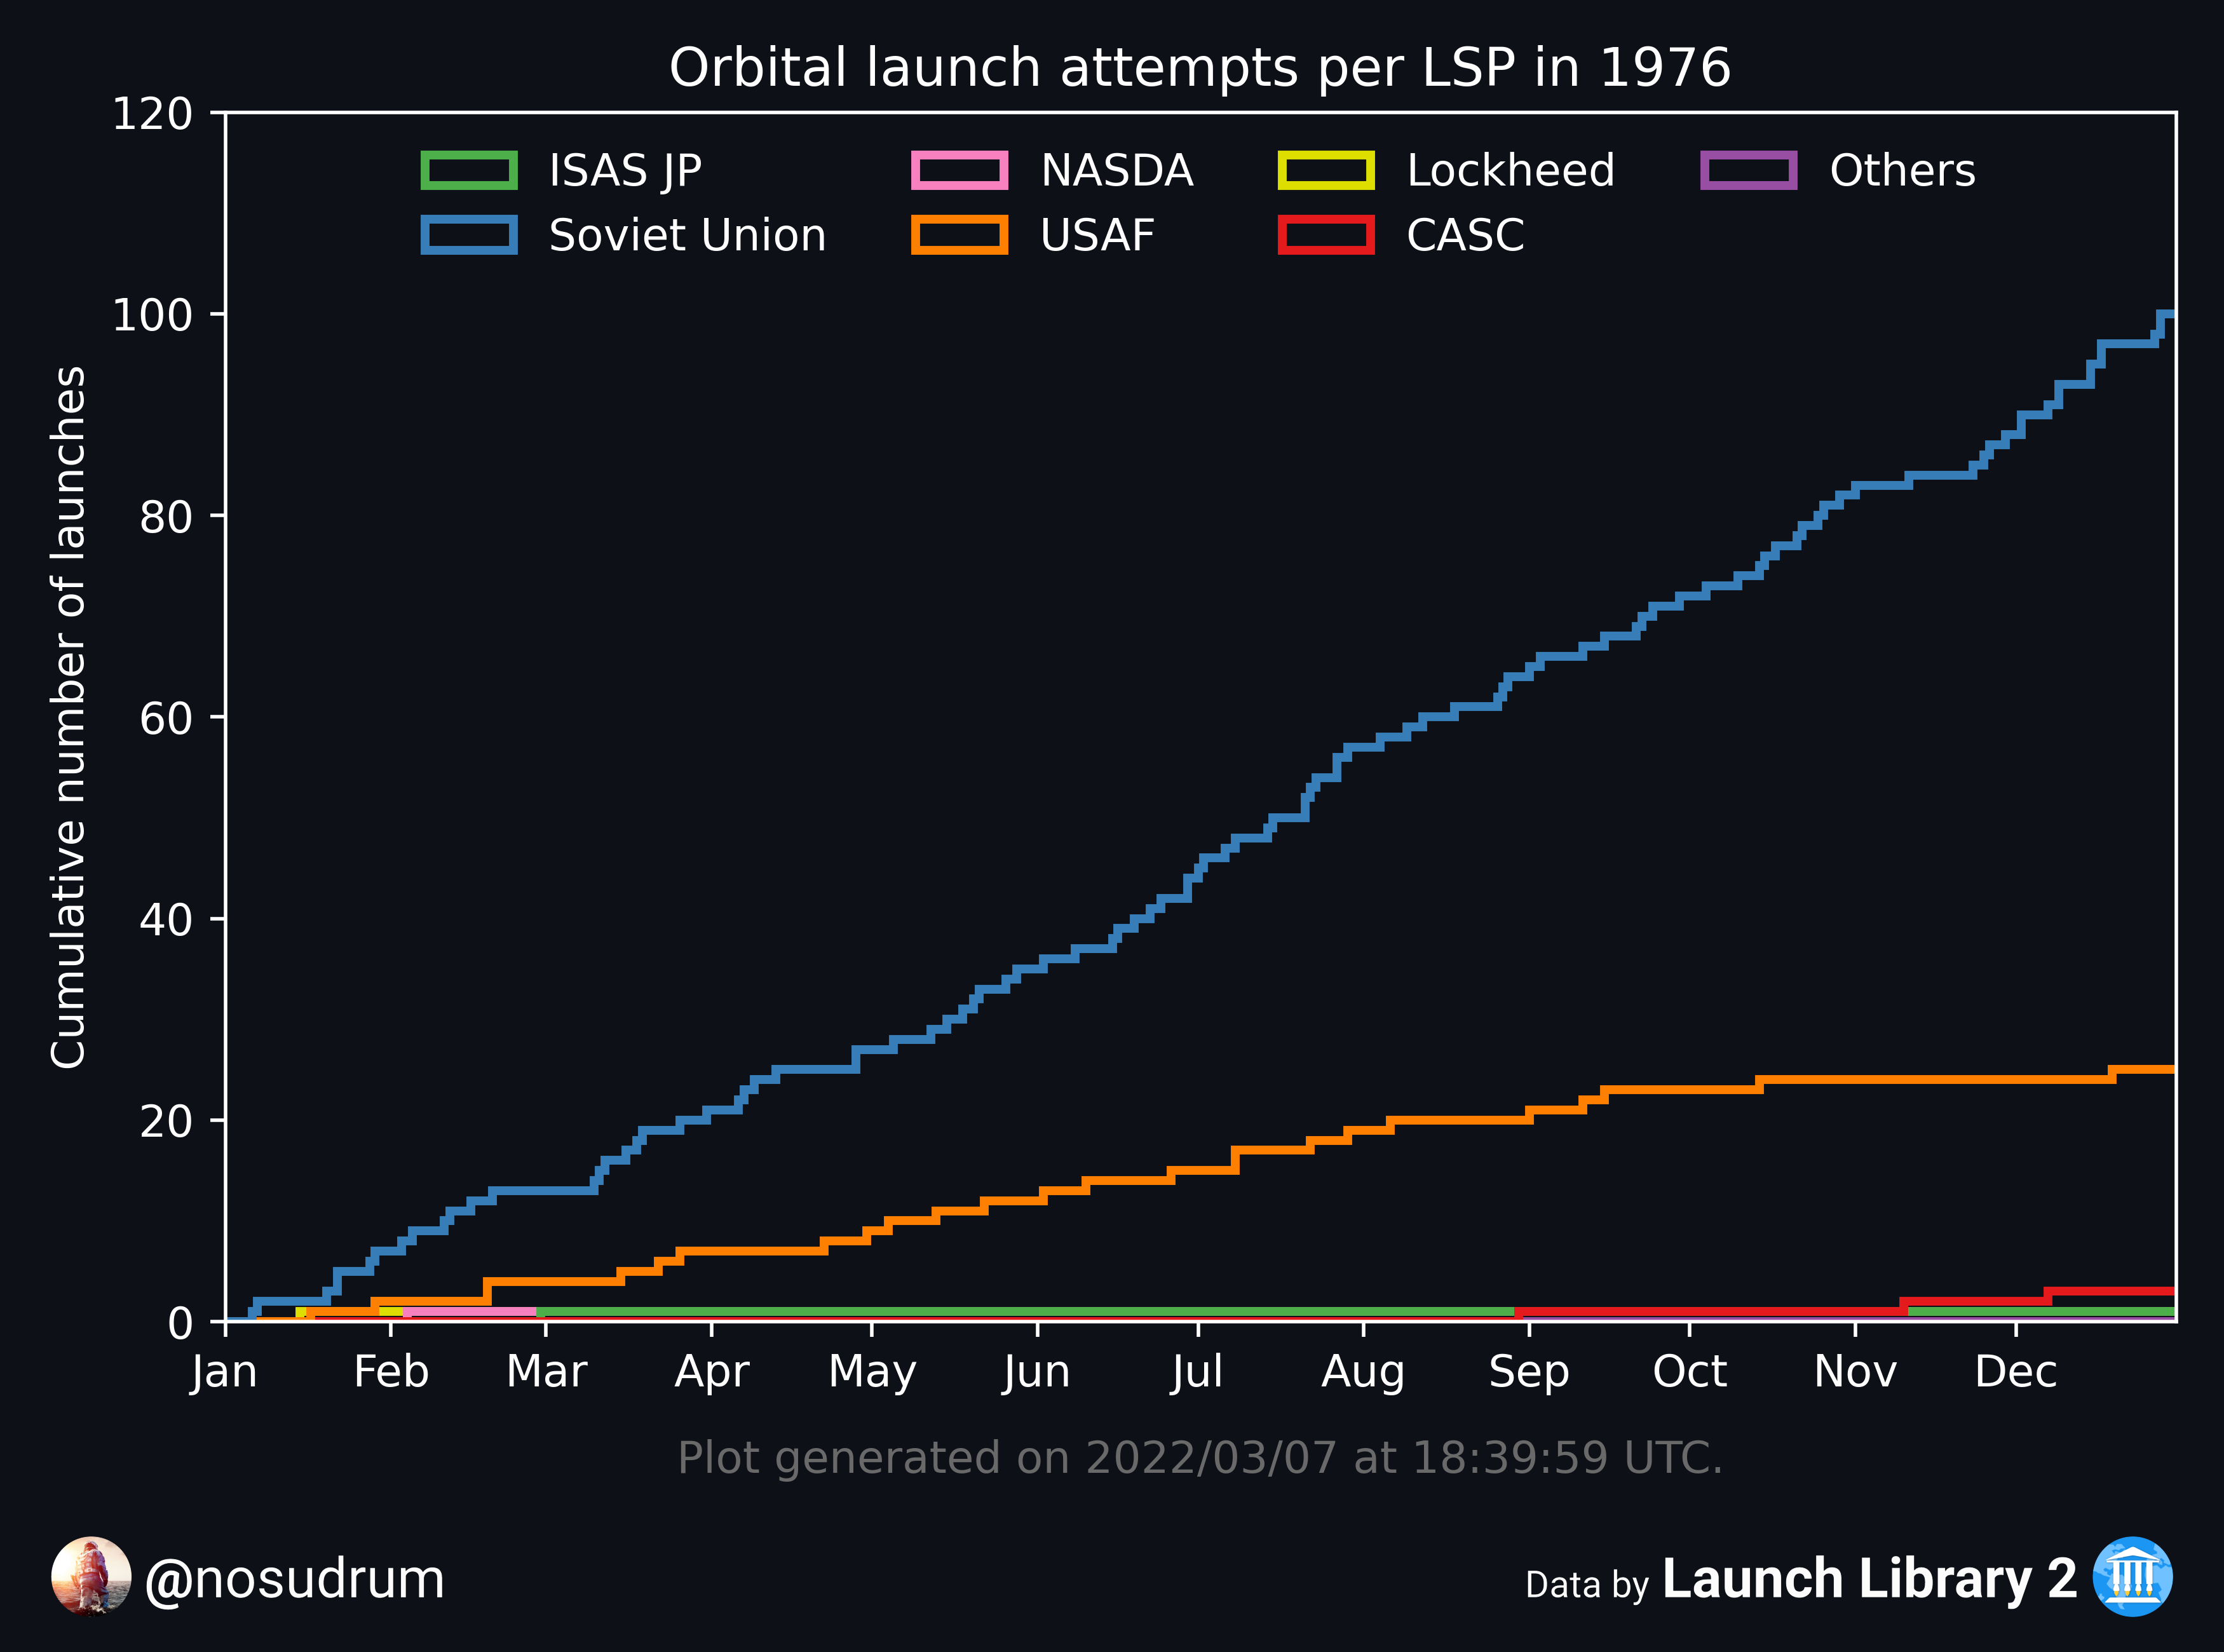 Orbital launch attempts per LSP in 1976
120
100
80
60
40
20
0
Cumulative number of launches
ISAS JP
Soviet Union
NASDA
USAF
Lockheed
CASC
Others
Jan Feb Mar Apr May Jun Jul Aug Sep Oct Nov Dec
Plot generated on 2022/03/07 at 18:39:59 UTC.
@nosudrum
Data by Launch Library 2